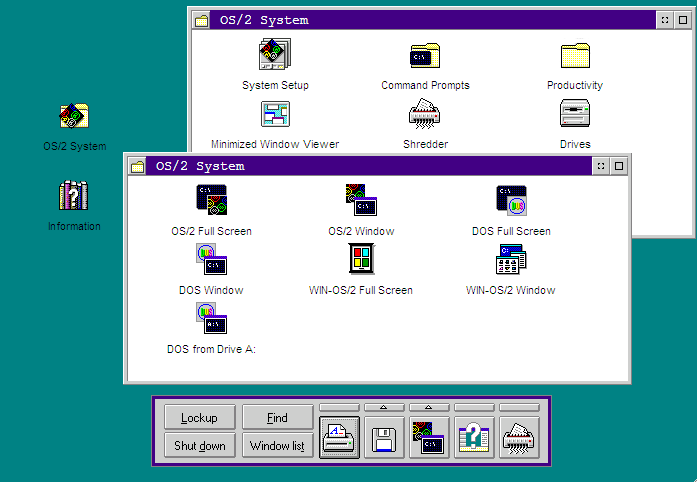 OS/2 System
System Setup
Command Prompts
Productivity
OS/2 System
Minimized Window Viewer
Shredder
Drives
Information
OS/2 System
OS/2 Full Screen
OS/2 Window
DOS Full Screen
DOS Window
WIN-OS/2 Full Screen
WIN-OS/2 Window
DOS from Drive A:
Lockup
Find
Shut down
Window list